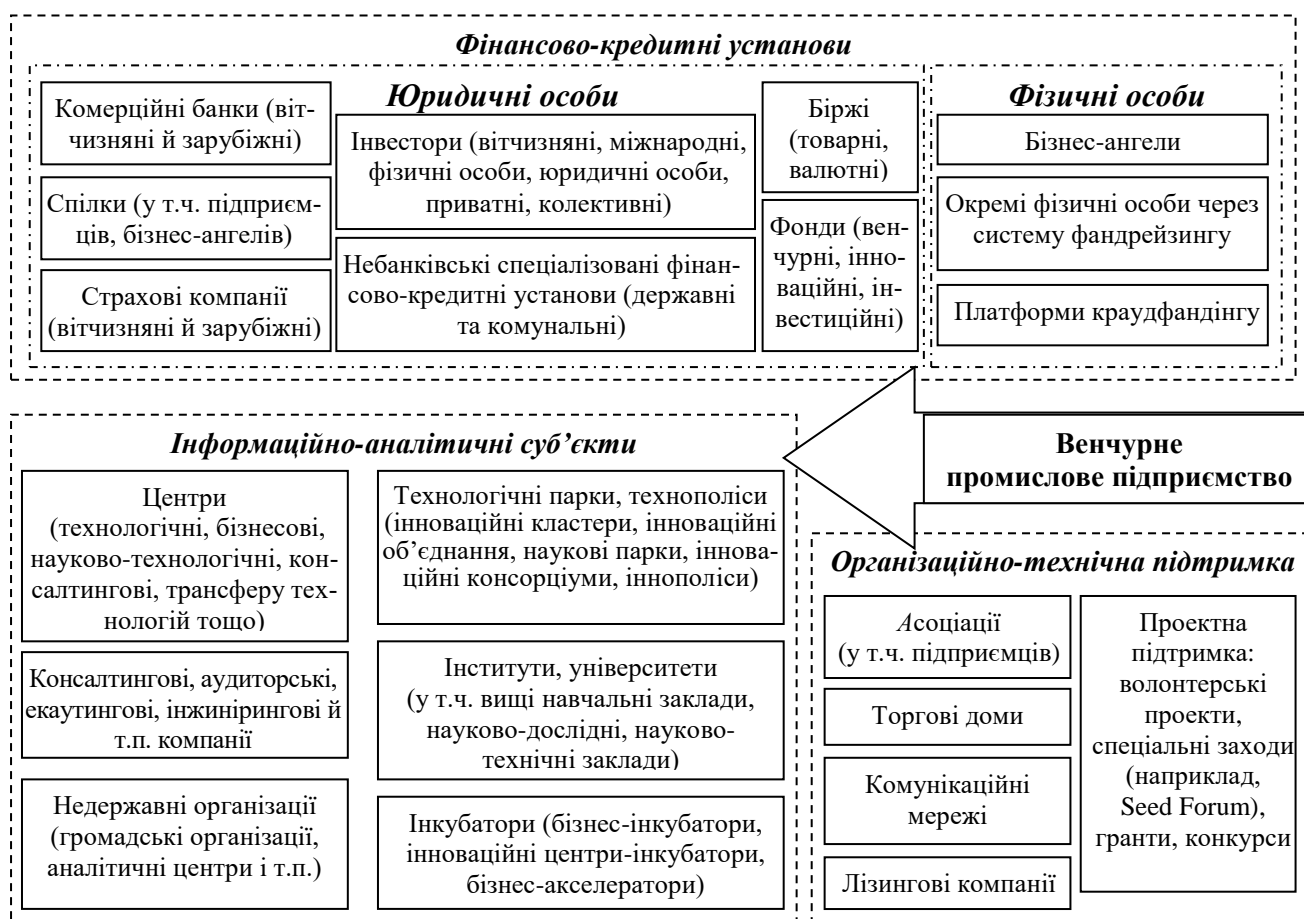 Фінансово-кредитні установи
Юридичні особи
Комерційні банки (віт-
чизняні й зарубіжні)
Спілки (у т.ч. підприєм-
ців, бізнес-ангелів)
Страхові компанії
(вітчизняні й зарубіжні)
Інвестори (вітчизняні, міжнародні,
фізичні особи, юридичні особи,
приватні, колективні)
Небанківські спеціалізовані фінан-
сово-кредитні установи (державні
та комунальні)
Біржі
(товарні,
валютні)
Фонди (вен-
чурні, інно-
ваційні, ін-
вестиційні)
Фізичні особи
Бізнес-ангели
Окремі фізичні особи через
систему фандрейзингу
Платформи краудфандінгу
Венчурне
промислове підприємство
Інформаційно-аналітичні суб’єкти
Центри
(технологічні, бізнесові,
науково-технологічні, кон-
салтингові, трансферу тех-
нологій тощо)
Консалтингові, аудиторські,
екаутингові, інжинірингові й
т.п. компанії
Недержавні організації
(громадські організації,
аналітичні центри і т.п.)
Технологічні парки, технополіси
(інноваційні кластери, інноваційні
об’єднання, наукові парки, іннова-
ційні консорціуми, іннополіси)
Інститути, університети
(у т.ч. вищі навчальні заклади,
науково-дослідні, науково-
технічні заклади)
Інкубатори (бізнес-інкубатори,
інноваційні центри-інкубатори,
бізнес-акселератори)
Організаційно-технічна підтримка
Асоціації
(у т.ч. підприємців)
Торгові доми
Комунікаційні
мережі
Лізингові компанії
Проектна
підтримка:
волонтерські
проекти,
спеціальні заходи
(наприклад,
Seed Forum),
гранти, конкурси